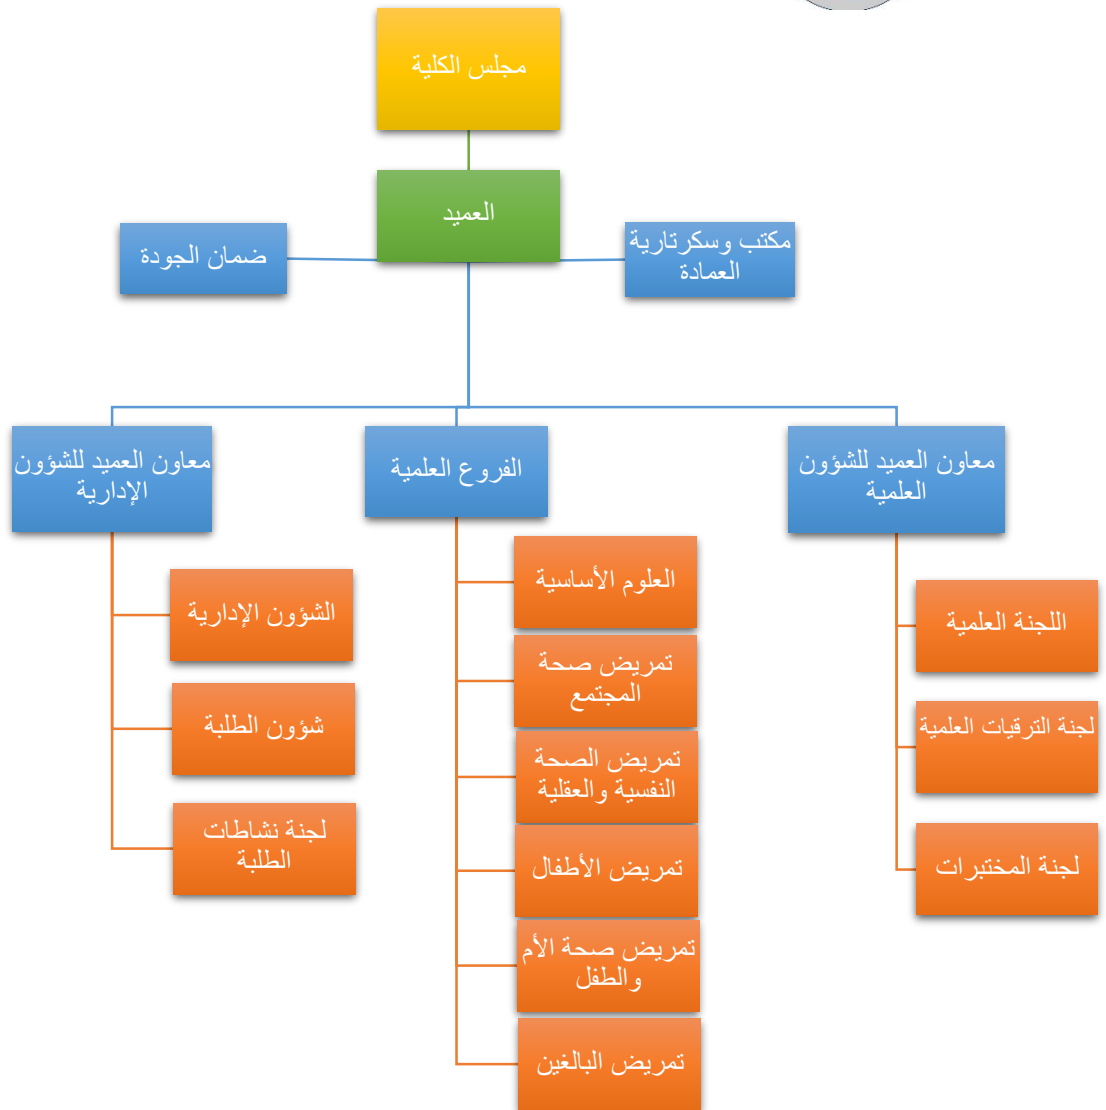 مجلس الكلية
العميد
مكتب وسكرتارية
العمادة
ضمان الجودة
معاون العميد للشؤون
العلمية
الفروع العلمية
معاون العميد للشؤون
الإدارية
اللجنة العلمية
لجنة الترقيات العلمية
لجنة المختبرات
العلوم الأساسية
تمريض صحة
المجتمع
تمريض الصحة
النفسية والعقلية
تمريض الأطفال
تمريض صحة الأم
والطفل
تمريض البالغين
الشؤون الإدارية
شؤون الطلبة
لجنة نشاطات
الطلبة